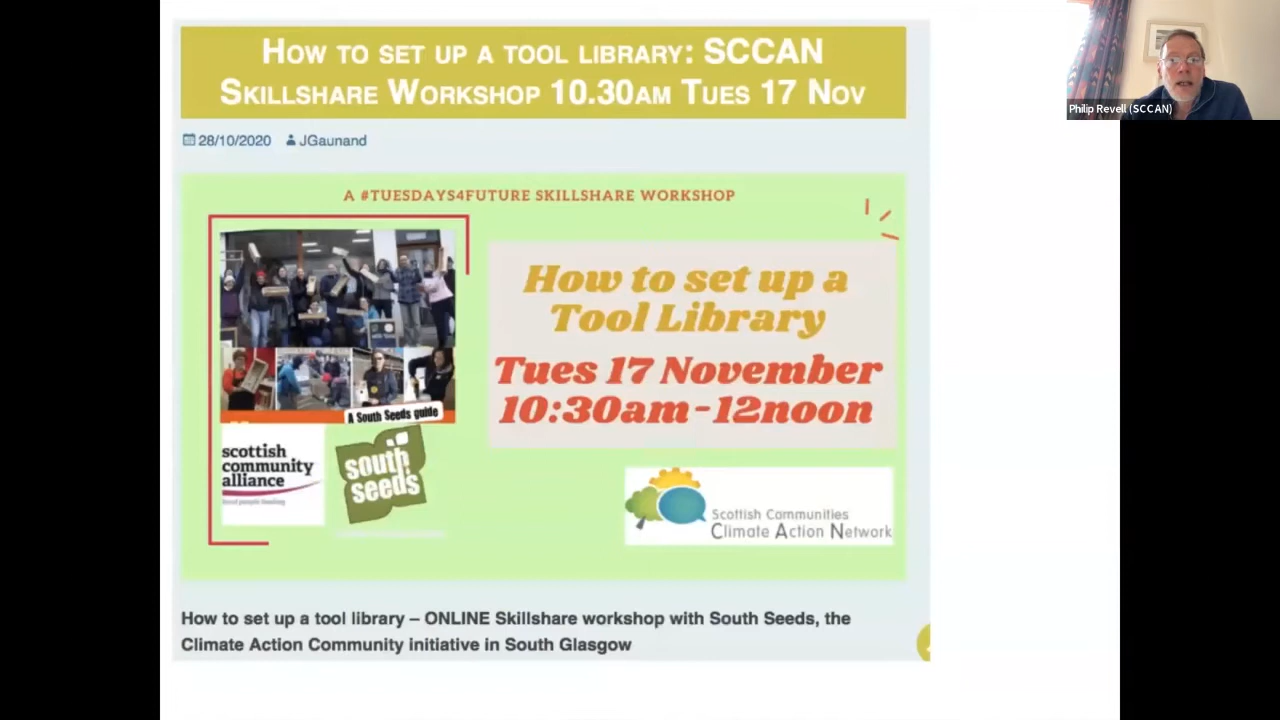 How to set up a tool library: SCCAN
Skillshare Workshop 10.30am Tues 17 Nov
28/10/2020 JGaunand
A #TUESDAYS4FUTURE SKILLSHARE WORKSHOP
How to set up a
Tool Library
Tues 17 November
10:30am-12noon
A South Seeds guide
scottish
community
alliance
local people leading
south
seeds
Scottish Communities
Climate Action Network
How to set up a tool library – ONLINE Skillshare workshop with South Seeds, the
Climate Action Community initiative in South Glasgow
Philip Revell (SCCAN)